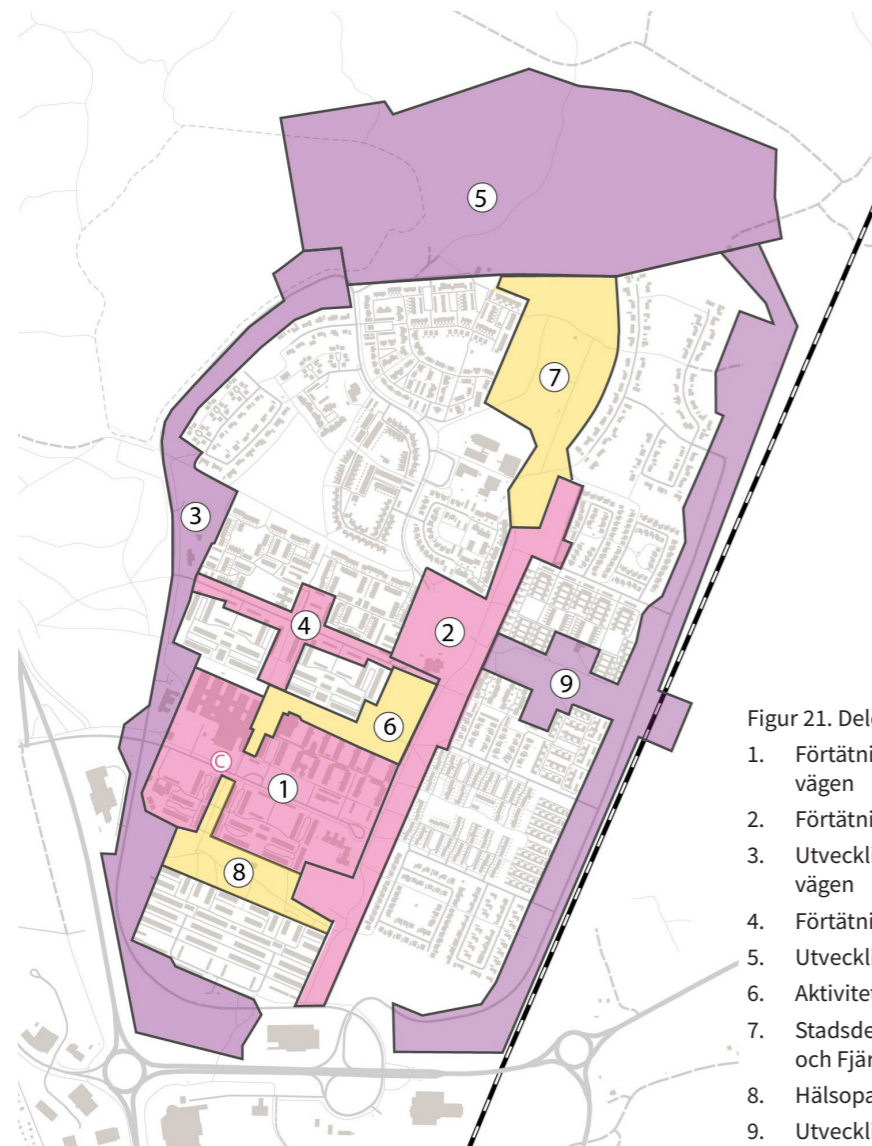 5
7
3
4
2
9
6
C
1
8
Figur 21. Del
1. Förtätni
vägen
2. Förtätni
3. Utveckli
vägen
4. Förtätni
5. Utveckli
6. Aktivitet
7. Stadsde
och Fjär
8. Hälsopa
9. Utveckli